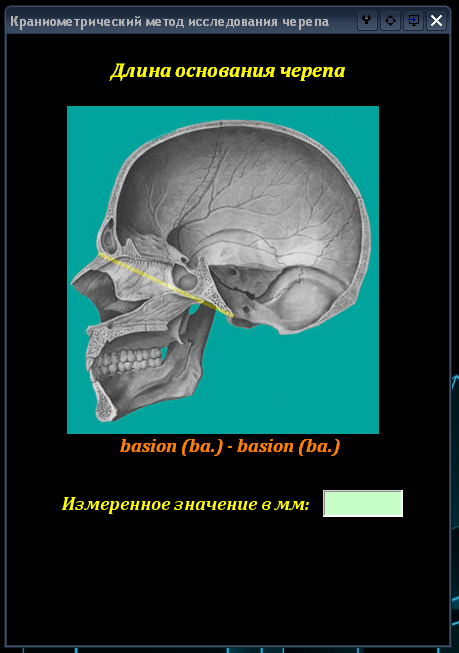 Краниометрический метод исследования черепа
Длина основания черепа
basion (ba.) - basion (ba.)
Измеренное значение в мм: